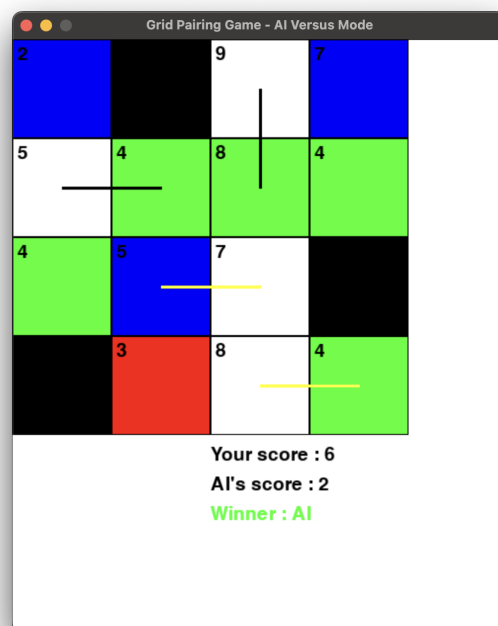 Grid Pairing Game - AI Versus Mode
2 9 7
5 4 8 4
4 5 7
3 8 4
Your score : 6
AI's score : 2
Winner : AI